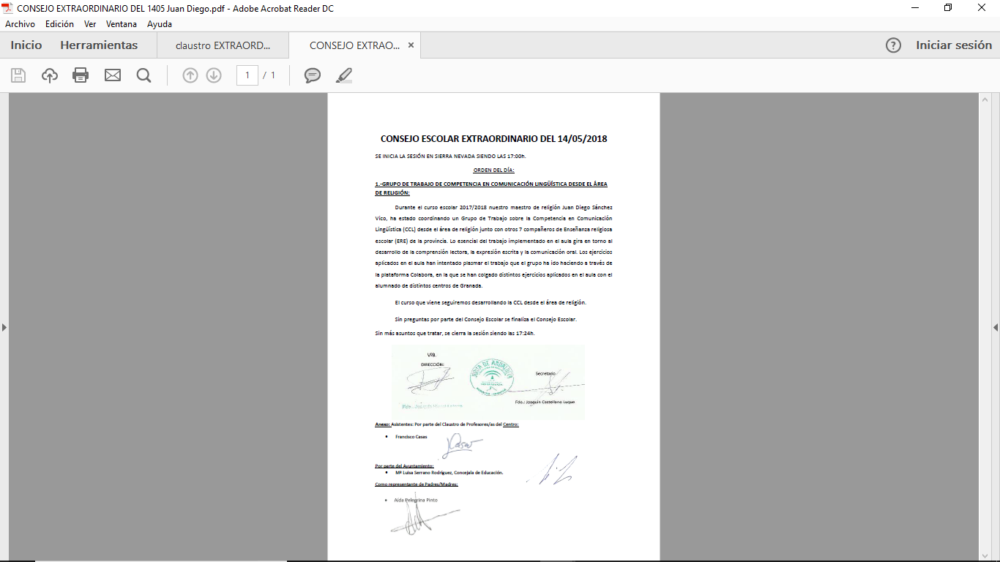 CONSEJO EXTRAORDINARIO DEL 1405 Juan Diego.pdf - Adobe Acrobat Reader DC
Archivo Edición Ver Ventana Ayuda
Inicio Herramientas claustro EXTRAORD... CONSEJO EXTRAO... × ? Iniciar sesión
1 / 1
CONSEJO ESCOLAR EXTRAORDINARIO DEL 14/05/2018
SE INICIA LA SESIÓN EN SIERRA NEVADA SIENDO LAS 17:00h.
ORDEN DEL DÍA:
1.-GRUPO DE TRABAJO DE COMPETENCIA EN COMUNICACIÓN LINGÜÍSTICA DESDE EL ÁREA
DE RELIGIÓN:
Durante el curso escolar 2017/2018 nuestro maestro de religión Juan Diego Sánchez
Vico, ha estado coordinando un Grupo de Trabajo sobre la Competencia en Comunicación
Lingüística (CCL) desde el área de religión junto con otros 7 compañeros de Enseñanza religiosa
escolar (ERE) de la provincia. Lo esencial del trabajo implementado en el aula gira en torno al
desarrollo de la comprensión lectora, la expresión escrita y la comunicación oral. Los ejercicios
aplicados en el aula han intentado plasmar el trabajo que el grupo ha ido haciendo a través de
la plataforma Colabora, en la que se han colgado distintos ejercicios aplicados en el aula con el
alumnado de distintos centros de Granada.
El curso que viene seguiremos desarrollando la CCL desde el área de religión.
Sin preguntas por parte del Consejo Escolar se finaliza el Consejo Escolar.
Sin más asuntos que tratar, se cierra la sesión siendo las 17:24h.
VºB.
DIRECCIÓN:
JUNTA DE ANDALUCIA
Secretario
Fdo.: Joaquín Castellano Luque
Anexo: Asistentes: Por parte del Claustro de Profesores/as del Centro:
• Francisco Casas
Casas
Por parte del Ayuntamiento:
• Mª Luisa Serrano Rodríguez, Concejala de Educación.
Como representante de Padres/Madres:
• Aida Pelegrina Pinto